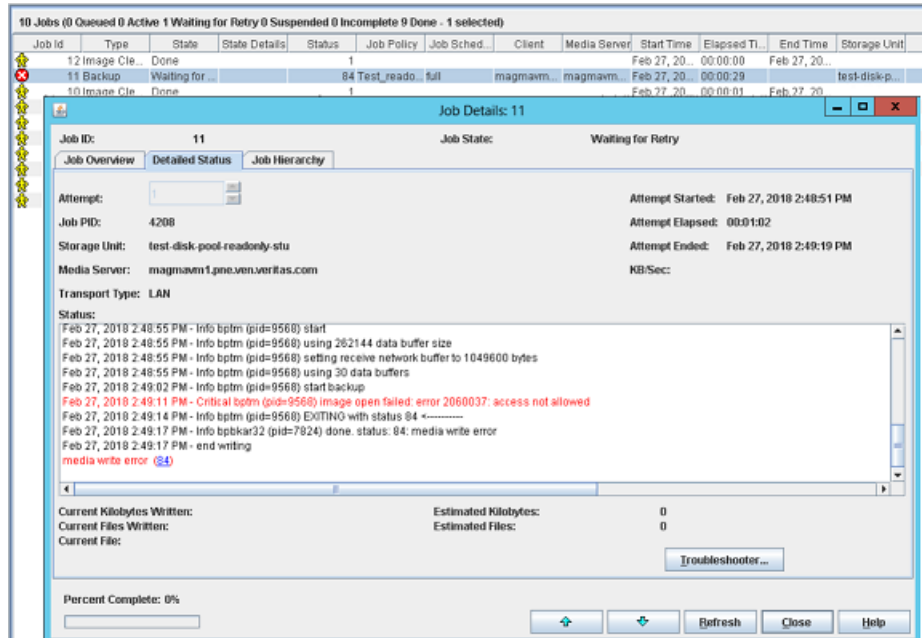 10 Jobs (0 Queued 0 Active 1 Waiting for Retry 0 Suspended 0 Incomplete 9 Done - 1 selected)
Job Id Type State State Details Status Job Policy Job Sched... Client Media Server Start Time Elapsed Ti... End Time Storage Unit
12 Image Cle... Done 1 Feb 27, 20... 00:00:00 Feb 27, 20...
11 Backup Waiting for ... 84 Test_reado... full magmavm... magmavm... Feb 27, 20... 00:00:29 test-disk-p...
10 Image Cle... Done 1 Feb 27, 20... 00:00:01 Feb 27, 20...
Job Details: 11
Job ID: 11 Job State: Waiting for Retry
Job Overview Detailed Status Job Hierarchy
Attempt: 1 Attempt Started: Feb 27, 2018 2:48:51 PM
Job PID: 4208 Attempt Elapsed: 00:01:02
Storage Unit: test-disk-pool-readonly-stu Attempt Ended: Feb 27, 2018 2:49:19 PM
Media Server: magmavm1.pne.ven.veritas.com KB/Sec:
Transport Type: LAN
Status:
Feb 27, 2018 2:48:55 PM - Info bptm (pid=9568) start
Feb 27, 2018 2:48:55 PM - Info bptm (pid=9568) using 262144 data buffer size
Feb 27, 2018 2:48:55 PM - Info bptm (pid=9568) setting receive network buffer to 1049600 bytes
Feb 27, 2018 2:48:55 PM - Info bptm (pid=9568) using 30 data buffers
Feb 27, 2018 2:49:02 PM - Info bptm (pid=9568) start backup
Feb 27, 2018 2:49:11 PM - Critical bptm (pid=9568) image open failed: error 2060037: access not allowed
Feb 27, 2018 2:49:14 PM - Info bptm (pid=9568) EXITING with status 84 <----------
Feb 27, 2018 2:49:17 PM - Info bpbkar32 (pid=7824) done. status: 84: media write error
Feb 27, 2018 2:49:17 PM - end writing
media write error (84)
Current Kilobytes Written: Estimated Kilobytes: 0
Current Files Written: Estimated Files: 0
Current File:
Troubleshooter...
Percent Complete: 0%
Refresh Close Help